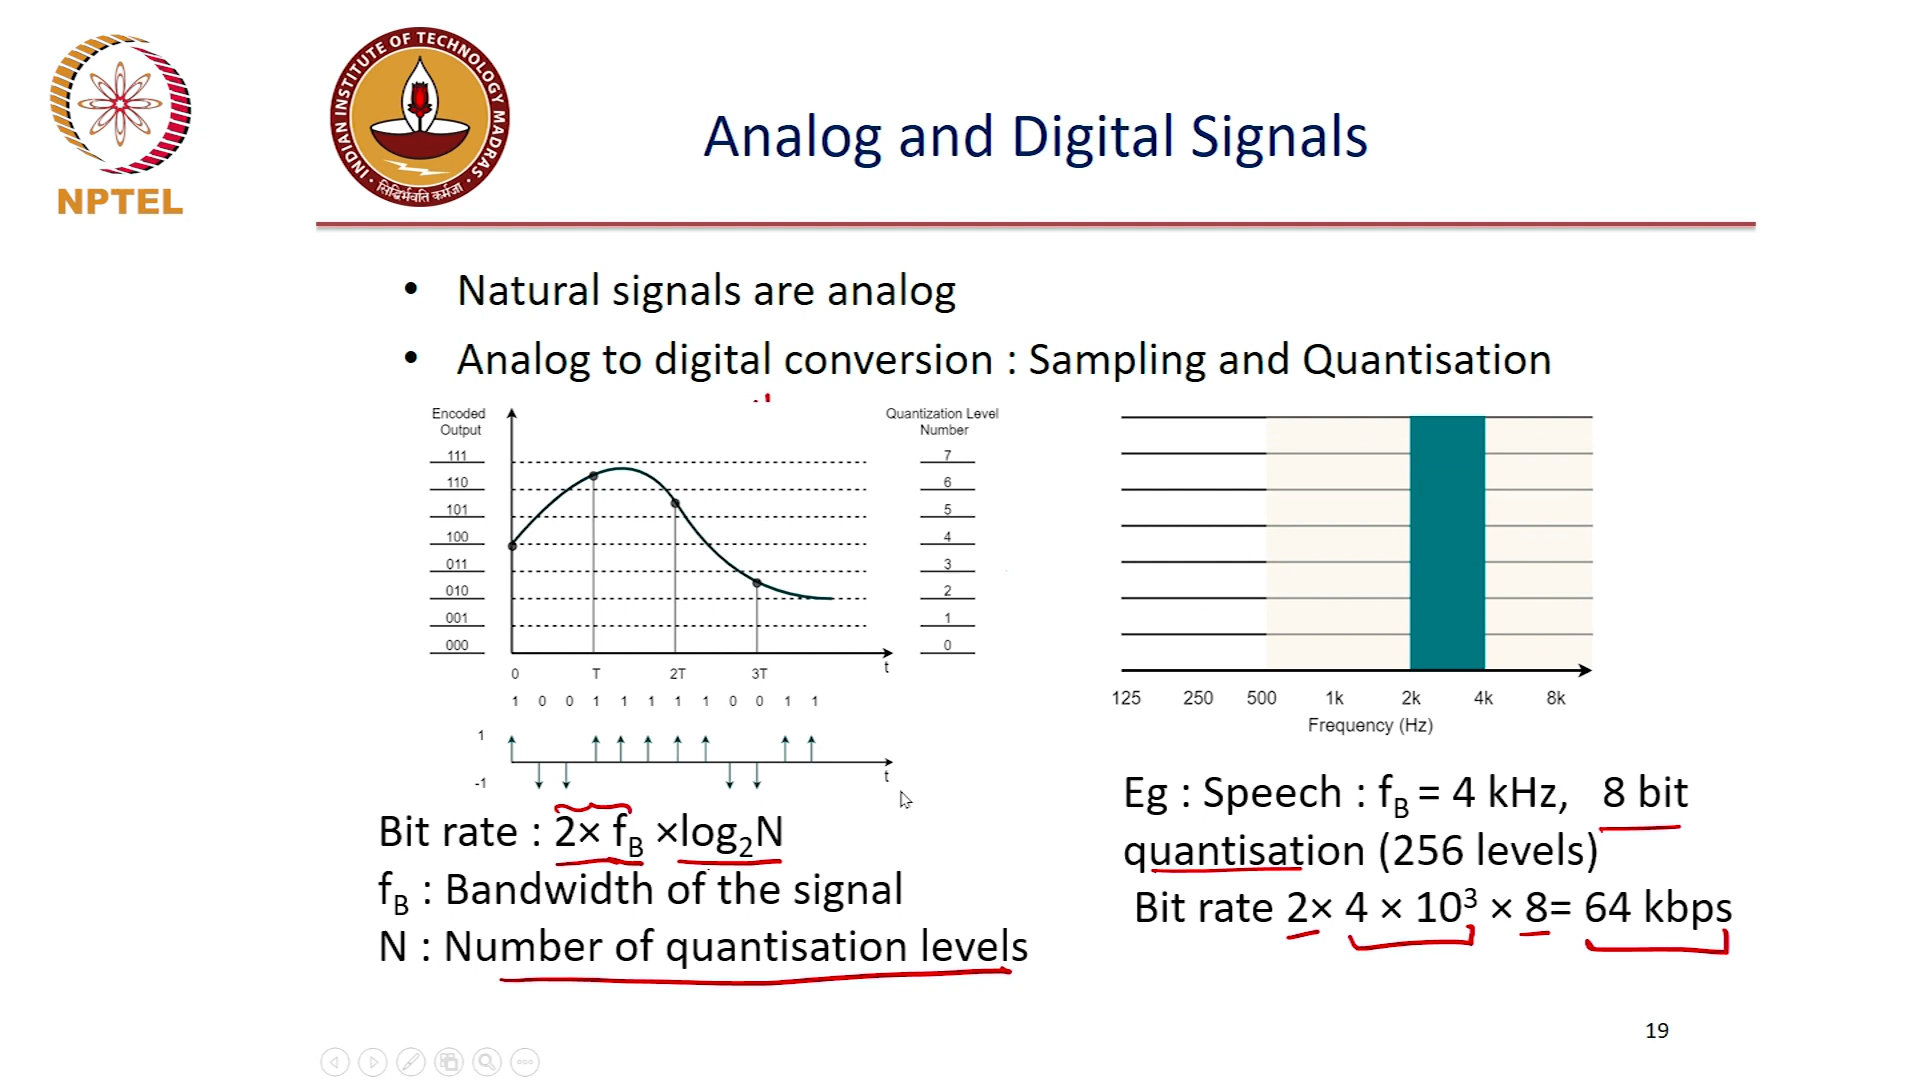 NPTEL
INDIAN INSTITUTE OF TECHNOLOGY MADRAS
सिद्धिर्भवति कर्मजा
Analog and Digital Signals
• Natural signals are analog
• Analog to digital conversion : Sampling and Quantisation
Encoded
Output
111
110
101
100
011
010
001
000
Quantization Level
Number
7
6
5
4
3
2
1
0
t
0 T 2T 3T
1 0 0 1 1 1 1 1 0 0 1 1
1
-1
t
125 250 500 1k 2k 4k 8k
Frequency (Hz)
Bit rate : 2× fB ×log2N
fB : Bandwidth of the signal
N : Number of quantisation levels
Eg : Speech : fB = 4 kHz, 8 bit
quantisation (256 levels)
Bit rate 2× 4 × 10³ × 8= 64 kbps
19